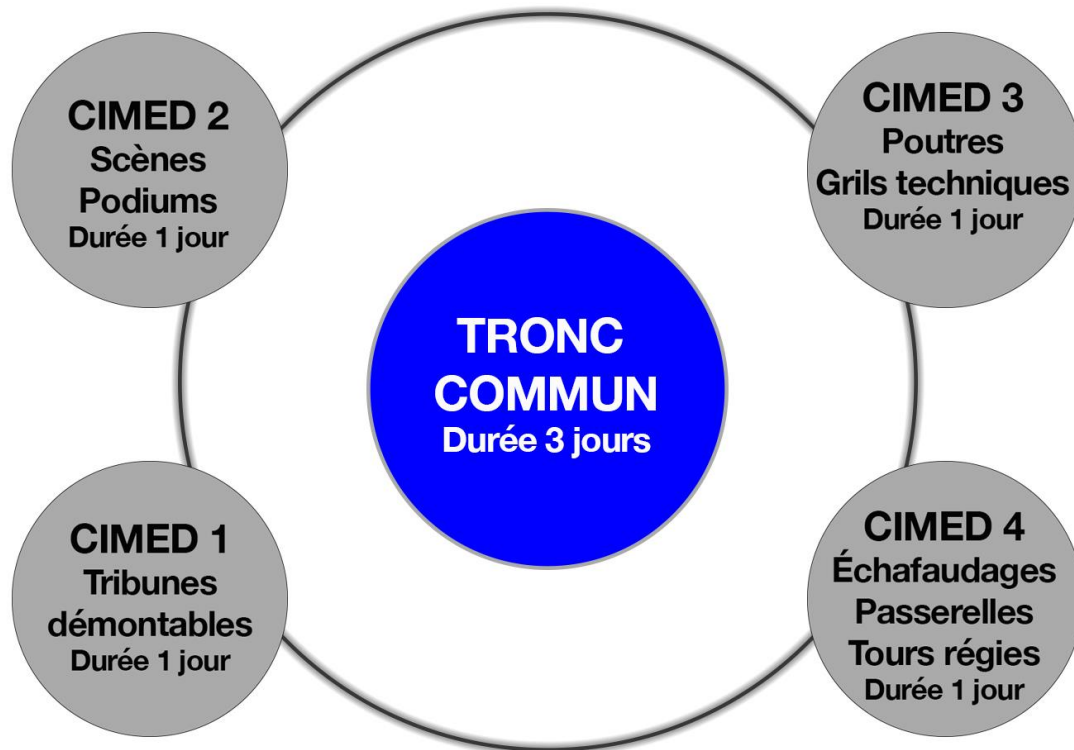 CIMED 2
Scènes
Podiums
Durée 1 jour
CIMED 3
Poutres
Grils techniques
Durée 1 jour
TRONC
COMMUN
Durée 3 jours
CIMED 1
Tribunes
démontables
Durée 1 jour
CIMED 4
Échafaudages
Passerelles
Tours régies
Durée 1 jour